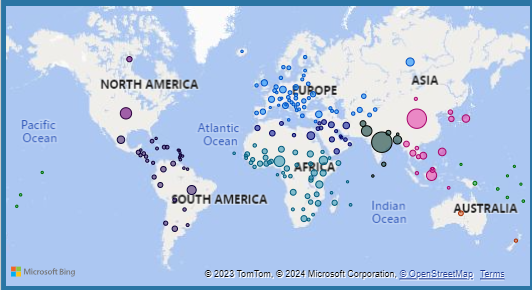 NORTH AMERICA
EUROPE
ASIA
Pacific
Ocean
Atlantic
Ocean
AFRICA
SOUTH AMERICA
Indian
Ocean
AUSTRALIA
Microsoft Bing
© 2023 TomTom, © 2024 Microsoft Corporation, © OpenStreetMap Terms